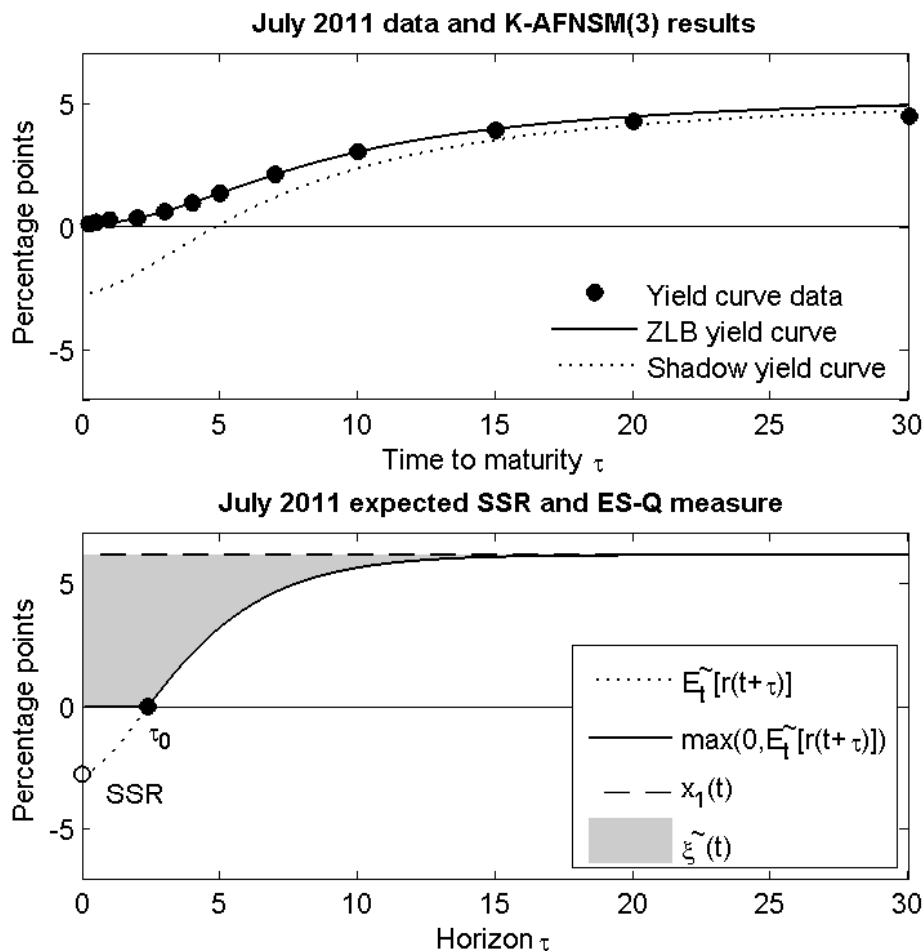 July 2011 data and K-AFNSM(3) results
Percentage points
5
0
-5
Yield curve data
ZLB yield curve
Shadow yield curve
0 5 10 15 20 25 30
Time to maturity τ
July 2011 expected SSR and ES-Q measure
Percentage points
5
0
-5
τ0
SSR
E~t[r(t+τ)]
max(0,E~t[r(t+τ)])
x1(t)
ξ~(t)
0 5 10 15 20 25 30
Horizon τ